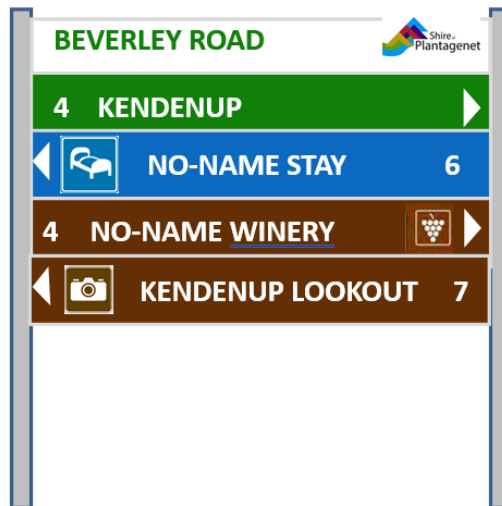 BEVERLEY ROAD
Shire of
Plantagenet
4 KENDENUP
NO-NAME STAY 6
4 NO-NAME WINERY
KENDENUP LOOKOUT 7